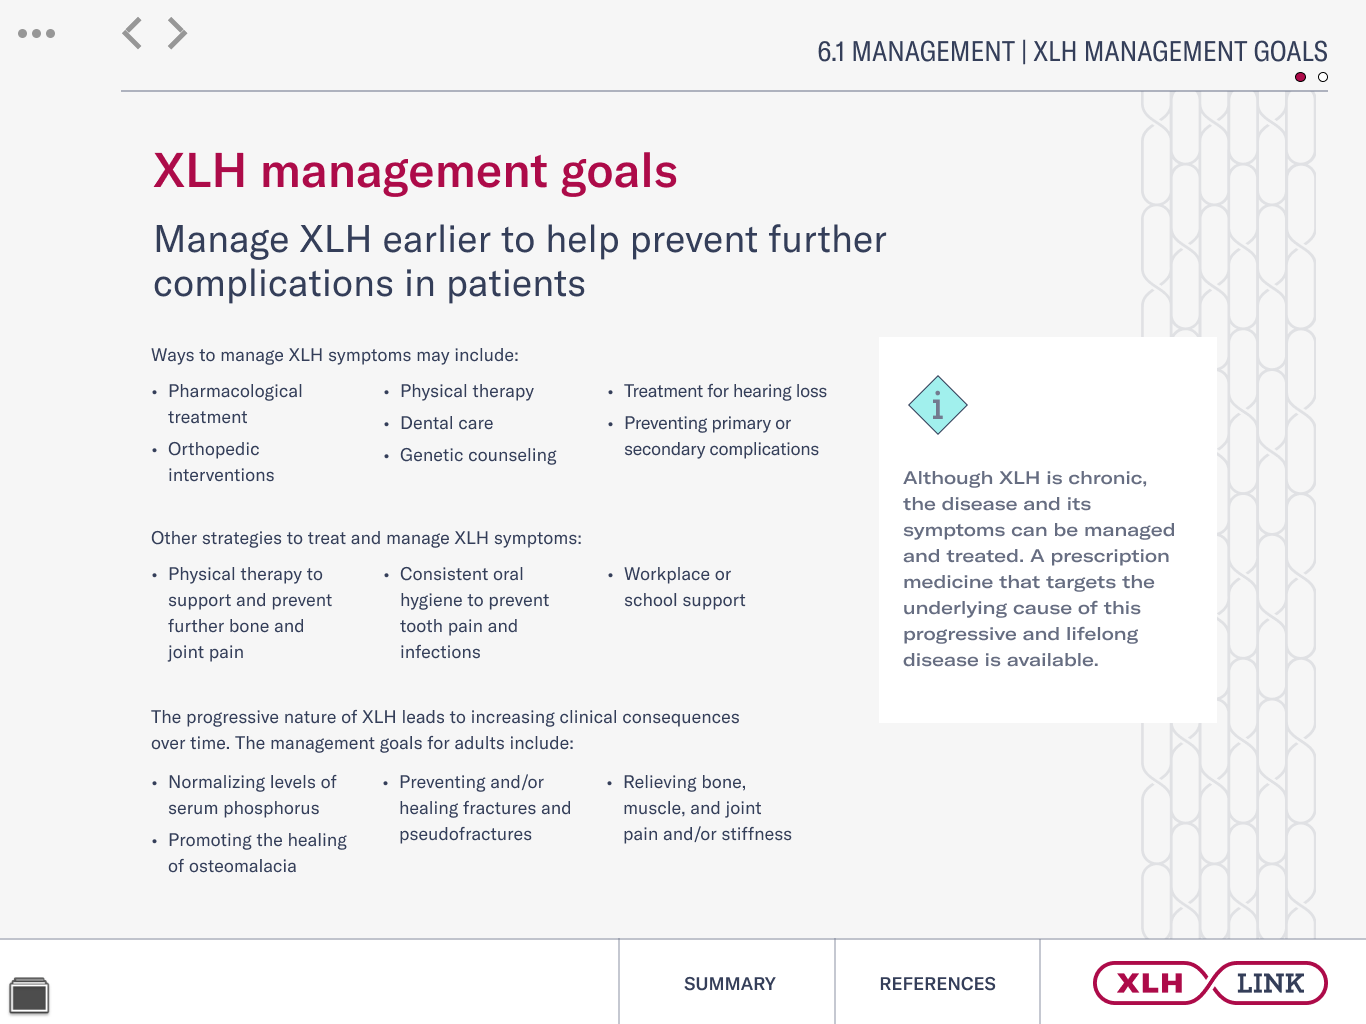 6.1 MANAGEMENT | XLH MANAGEMENT GOALS
XLH management goals
Manage XLH earlier to help prevent further
complications in patients
Ways to manage XLH symptoms may include:
• Pharmacological
treatment
• Orthopedic
interventions
• Physical therapy
• Dental care
• Genetic counseling
• Treatment for hearing loss
• Preventing primary or
secondary complications
Other strategies to treat and manage XLH symptoms:
• Physical therapy to
support and prevent
further bone and
joint pain
• Consistent oral
hygiene to prevent
tooth pain and
infections
• Workplace or
school support
The progressive nature of XLH leads to increasing clinical consequences
over time. The management goals for adults include:
• Normalizing levels of
serum phosphorus
• Promoting the healing
of osteomalacia
• Preventing and/or
healing fractures and
pseudofractures
• Relieving bone,
muscle, and joint
pain and/or stiffness
i
Although XLH is chronic,
the disease and its
symptoms can be managed
and treated. A prescription
medicine that targets the
underlying cause of this
progressive and lifelong
disease is available.
SUMMARY
REFERENCES
XLH LINK